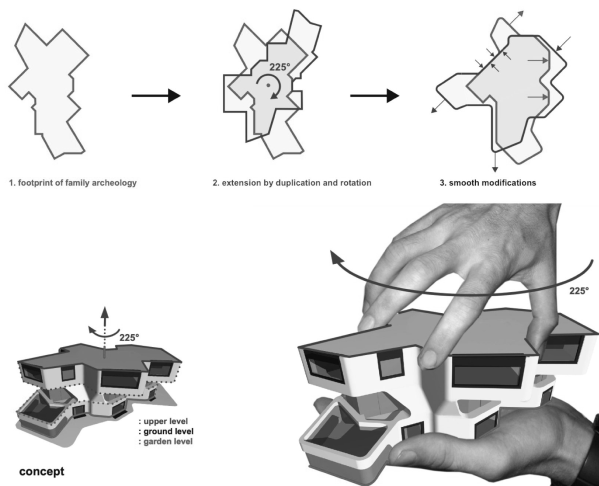 225°
1. footprint of family archeology
2. extension by duplication and rotation
3. smooth modifications
225°
225°
: upper level
: ground level
: garden level
concept